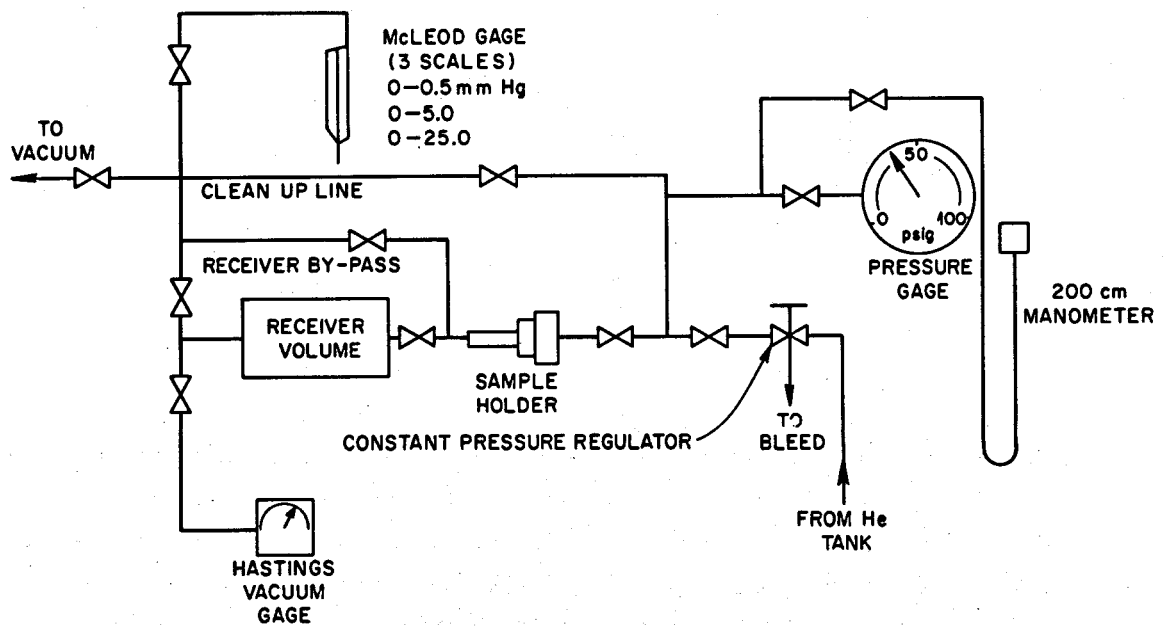 McLEOD GAGE
(3 SCALES)
0-0.5mm Hg
0-5.0
0-25.0
TO
VACUUM
CLEAN UP LINE
50
0
100
psig
PRESSURE
GAGE
RECEIVER BY-PASS
200 cm
MANOMETER
RECEIVER
VOLUME
SAMPLE
HOLDER
TO
BLEED
CONSTANT PRESSURE REGULATOR
FROM He
TANK
HASTINGS
VACUUM
GAGE